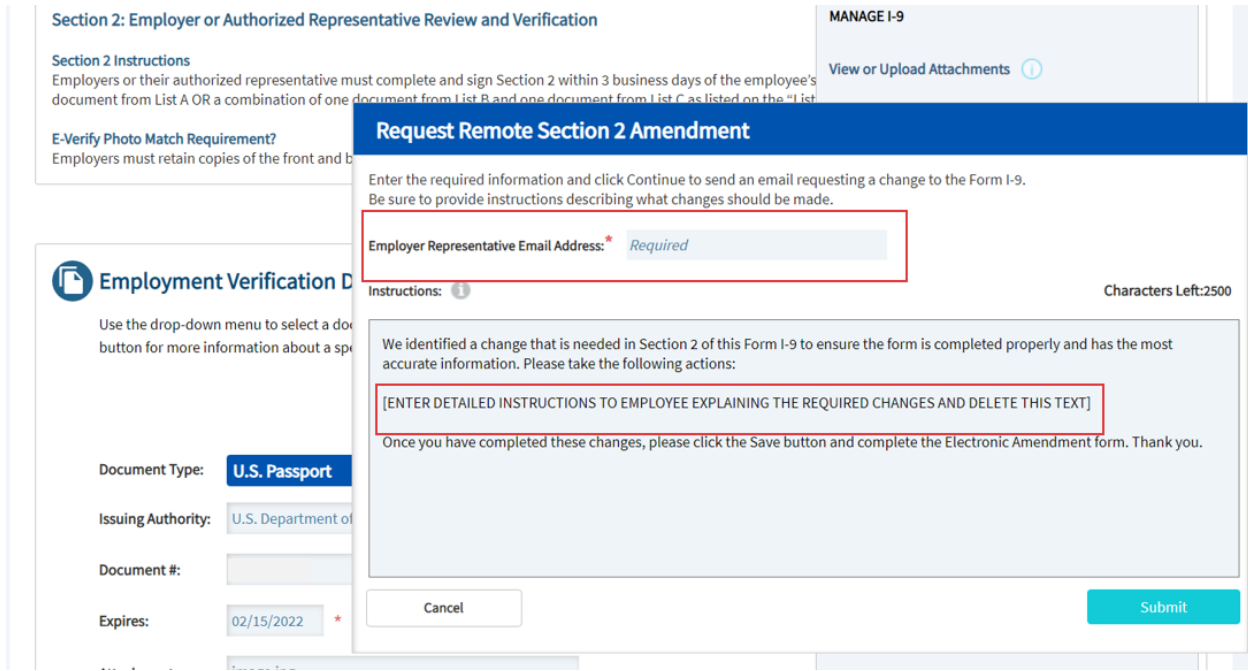 Section 2: Employer or Authorized Representative Review and Verification
MANAGE I-9
Section 2 Instructions
Employers or their authorized representative must complete and sign Section 2 within 3 business days of the employee's
document from List A OR a combination of one document from List B and one document from List C as listed on the "List
View or Upload Attachments
E-Verify Photo Match Requirement?
Employers must retain copies of the front and b
Request Remote Section 2 Amendment
Enter the required information and click Continue to send an email requesting a change to the Form I-9.
Be sure to provide instructions describing what changes should be made.
Employer Representative Email Address:* Required
Instructions: i
Characters Left:2500
We identified a change that is needed in Section 2 of this Form I-9 to ensure the form is completed properly and has the most
accurate information. Please take the following actions:
[ENTER DETAILED INSTRUCTIONS TO EMPLOYEE EXPLAINING THE REQUIRED CHANGES AND DELETE THIS TEXT]
Once you have completed these changes, please click the Save button and complete the Electronic Amendment form. Thank you.
Cancel
Submit
Employment Verification D
Use the drop-down menu to select a do
button for more information about a spe
Document Type: U.S. Passport
Issuing Authority: U.S. Department of
Document #:
Expires: 02/15/2022 *